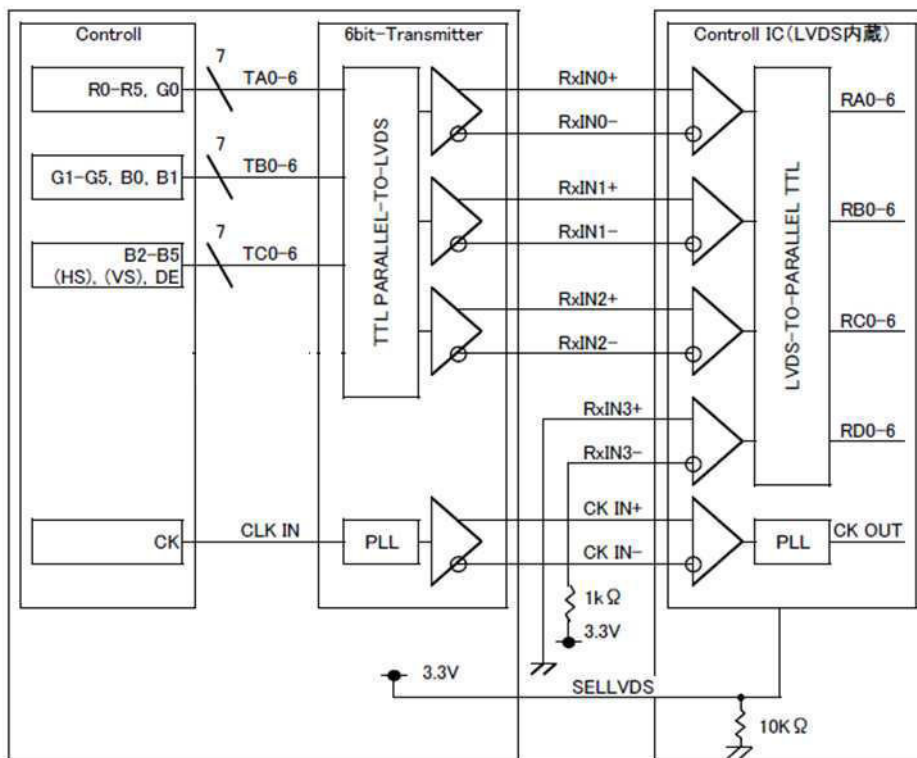 Controll
6bit-Transmitter
Controll IC(LVDS内蔵)
R0-R5, G0
7
TA0-6
RxIN0+
RxIN0-
RA0-6
G1-G5, B0, B1
7
TB0-6
RxIN1+
RxIN1-
RB0-6
B2-B5
(HS), (VS), DE
7
TC0-6
RxIN2+
RxIN2-
RC0-6
TTL PARALLEL-TO-LVDS
LVDS-TO-PARALLEL TTL
RxIN3+
RxIN3-
RD0-6
CK
CLK IN
PLL
CK IN+
CK IN-
PLL
CK OUT
1kΩ
3.3V
3.3V
SELLVDS
10KΩ